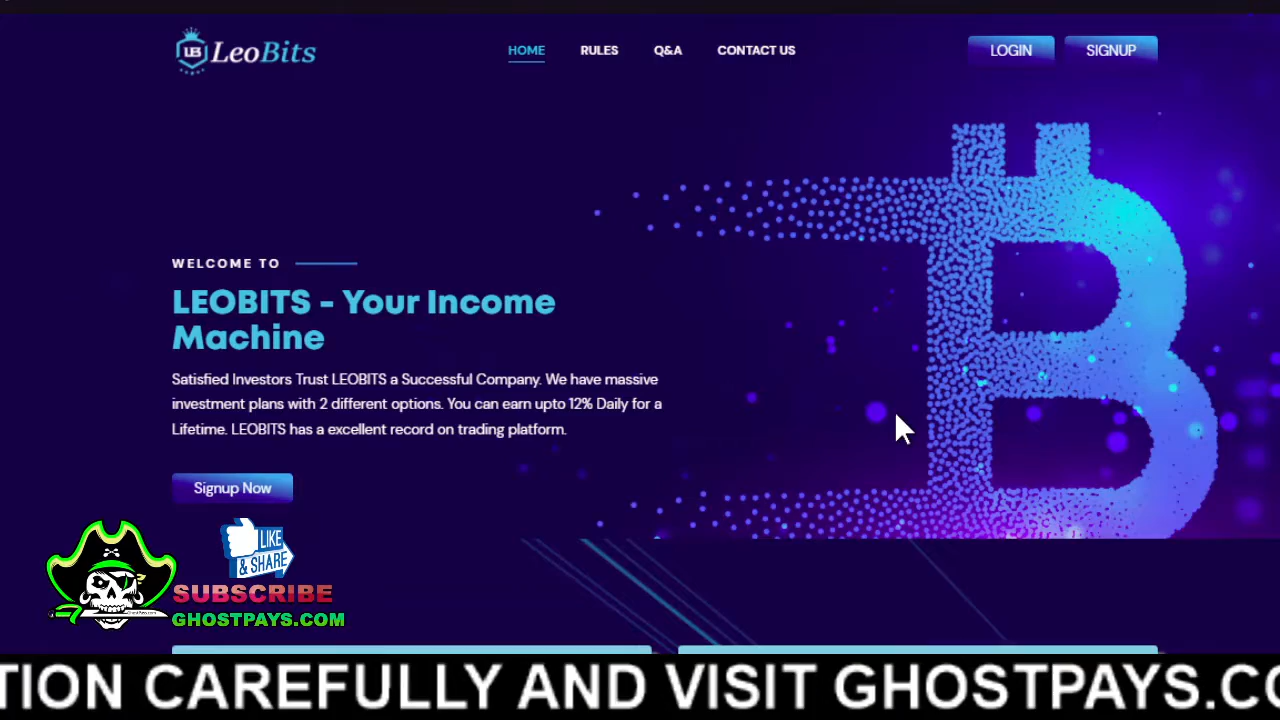 LB LeoBits
HOME RULES Q&A CONTACT US
LOGIN SIGNUP
WELCOME TO
LEOBITS - Your Income
Machine
Satisfied Investors Trust LEOBITS a Successful Company. We have massive
investment plans with 2 different options. You can earn upto 12% Daily for a
Lifetime. LEOBITS has a excellent record on trading platform.
Signup Now
LIKE
& SHARE
SUBSCRIBE
GHOSTPAYS.COM
TION CAREFULLY AND VISIT GHOSTPAYS.CO